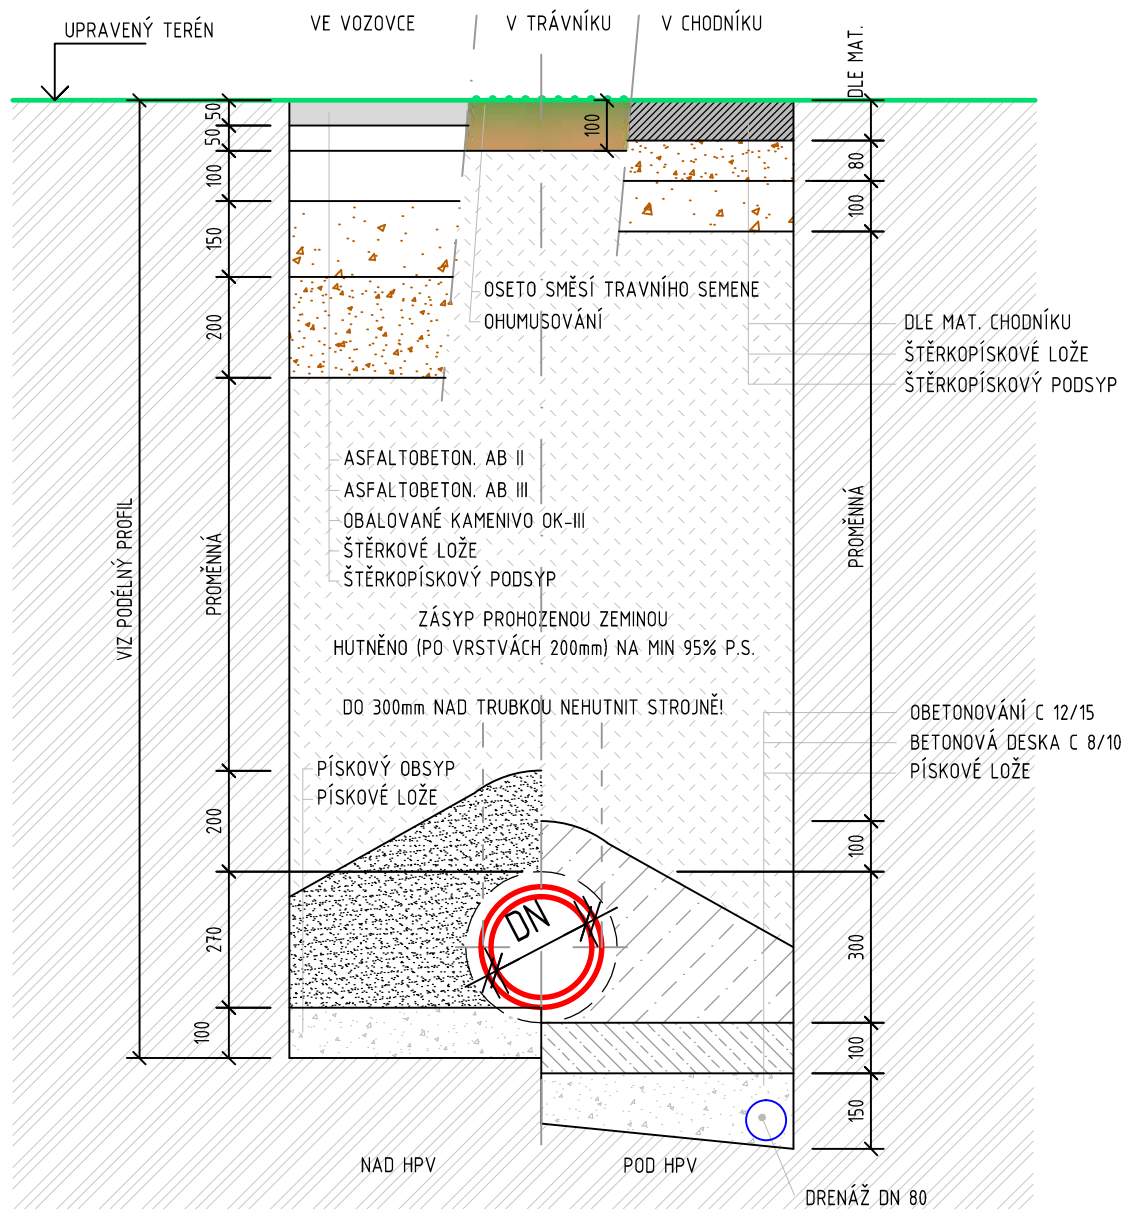 UPRAVENÝ TERÉN
VE VOZOVCE
V TRÁVNÍKU
V CHODNÍKU
DLE MAT.
50
50
100
150
200
PROMĚNNÁ
200
270
100
VIZ PODÉLNÝ PROFIL
100
80
100
PROMĚNNÁ
100
300
100
150
OSETO SMĚSÍ TRAVNÍHO SEMENE
OHUMUSOVÁNÍ
DLE MAT. CHODNÍKU
ŠTĚRKOPÍSKOVÉ LOŽE
ŠTĚRKOPÍSKOVÝ PODSYP
ASFALTOBETON. AB II
ASFALTOBETON. AB III
OBALOVANÉ KAMENIVO OK-III
ŠTĚRKOVÉ LOŽE
ŠTĚRKOPÍSKOVÝ PODSYP
ZÁSYP PROHOZENOU ZEMINOU
HUTNĚNO (PO VRSTVÁCH 200mm) NA MIN 95% P.S.
DO 300mm NAD TRUBKOU NEHUTNIT STROJNĚ!
OBETONOVÁNÍ C 12/15
BETONOVÁ DESKA C 8/10
PÍSKOVÉ LOŽE
PÍSKOVÝ OBSYP
PÍSKOVÉ LOŽE
DN
NAD HPV
POD HPV
DRENÁŽ DN 80